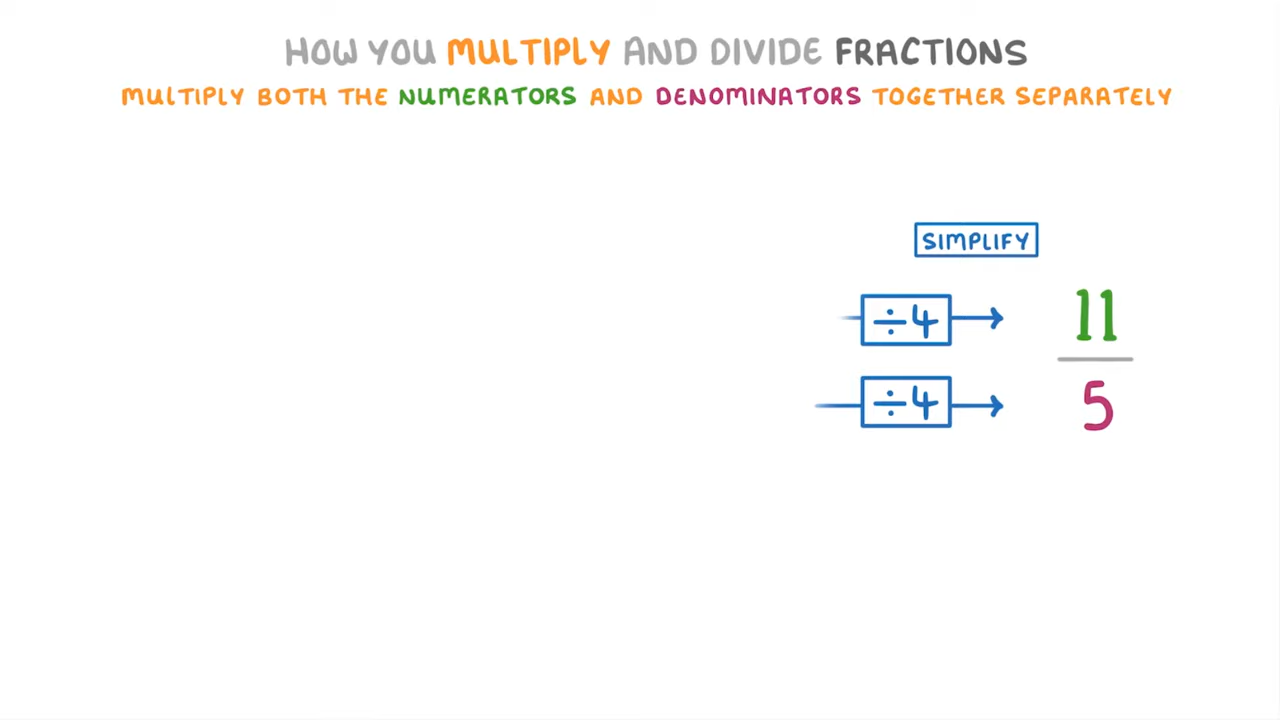 HOW YOU MULTIPLY AND DIVIDE FRACTIONS
MULTIPLY BOTH THE NUMERATORS AND DENOMINATORS TOGETHER SEPARATELY
SIMPLIFY
÷4
11
÷4
5